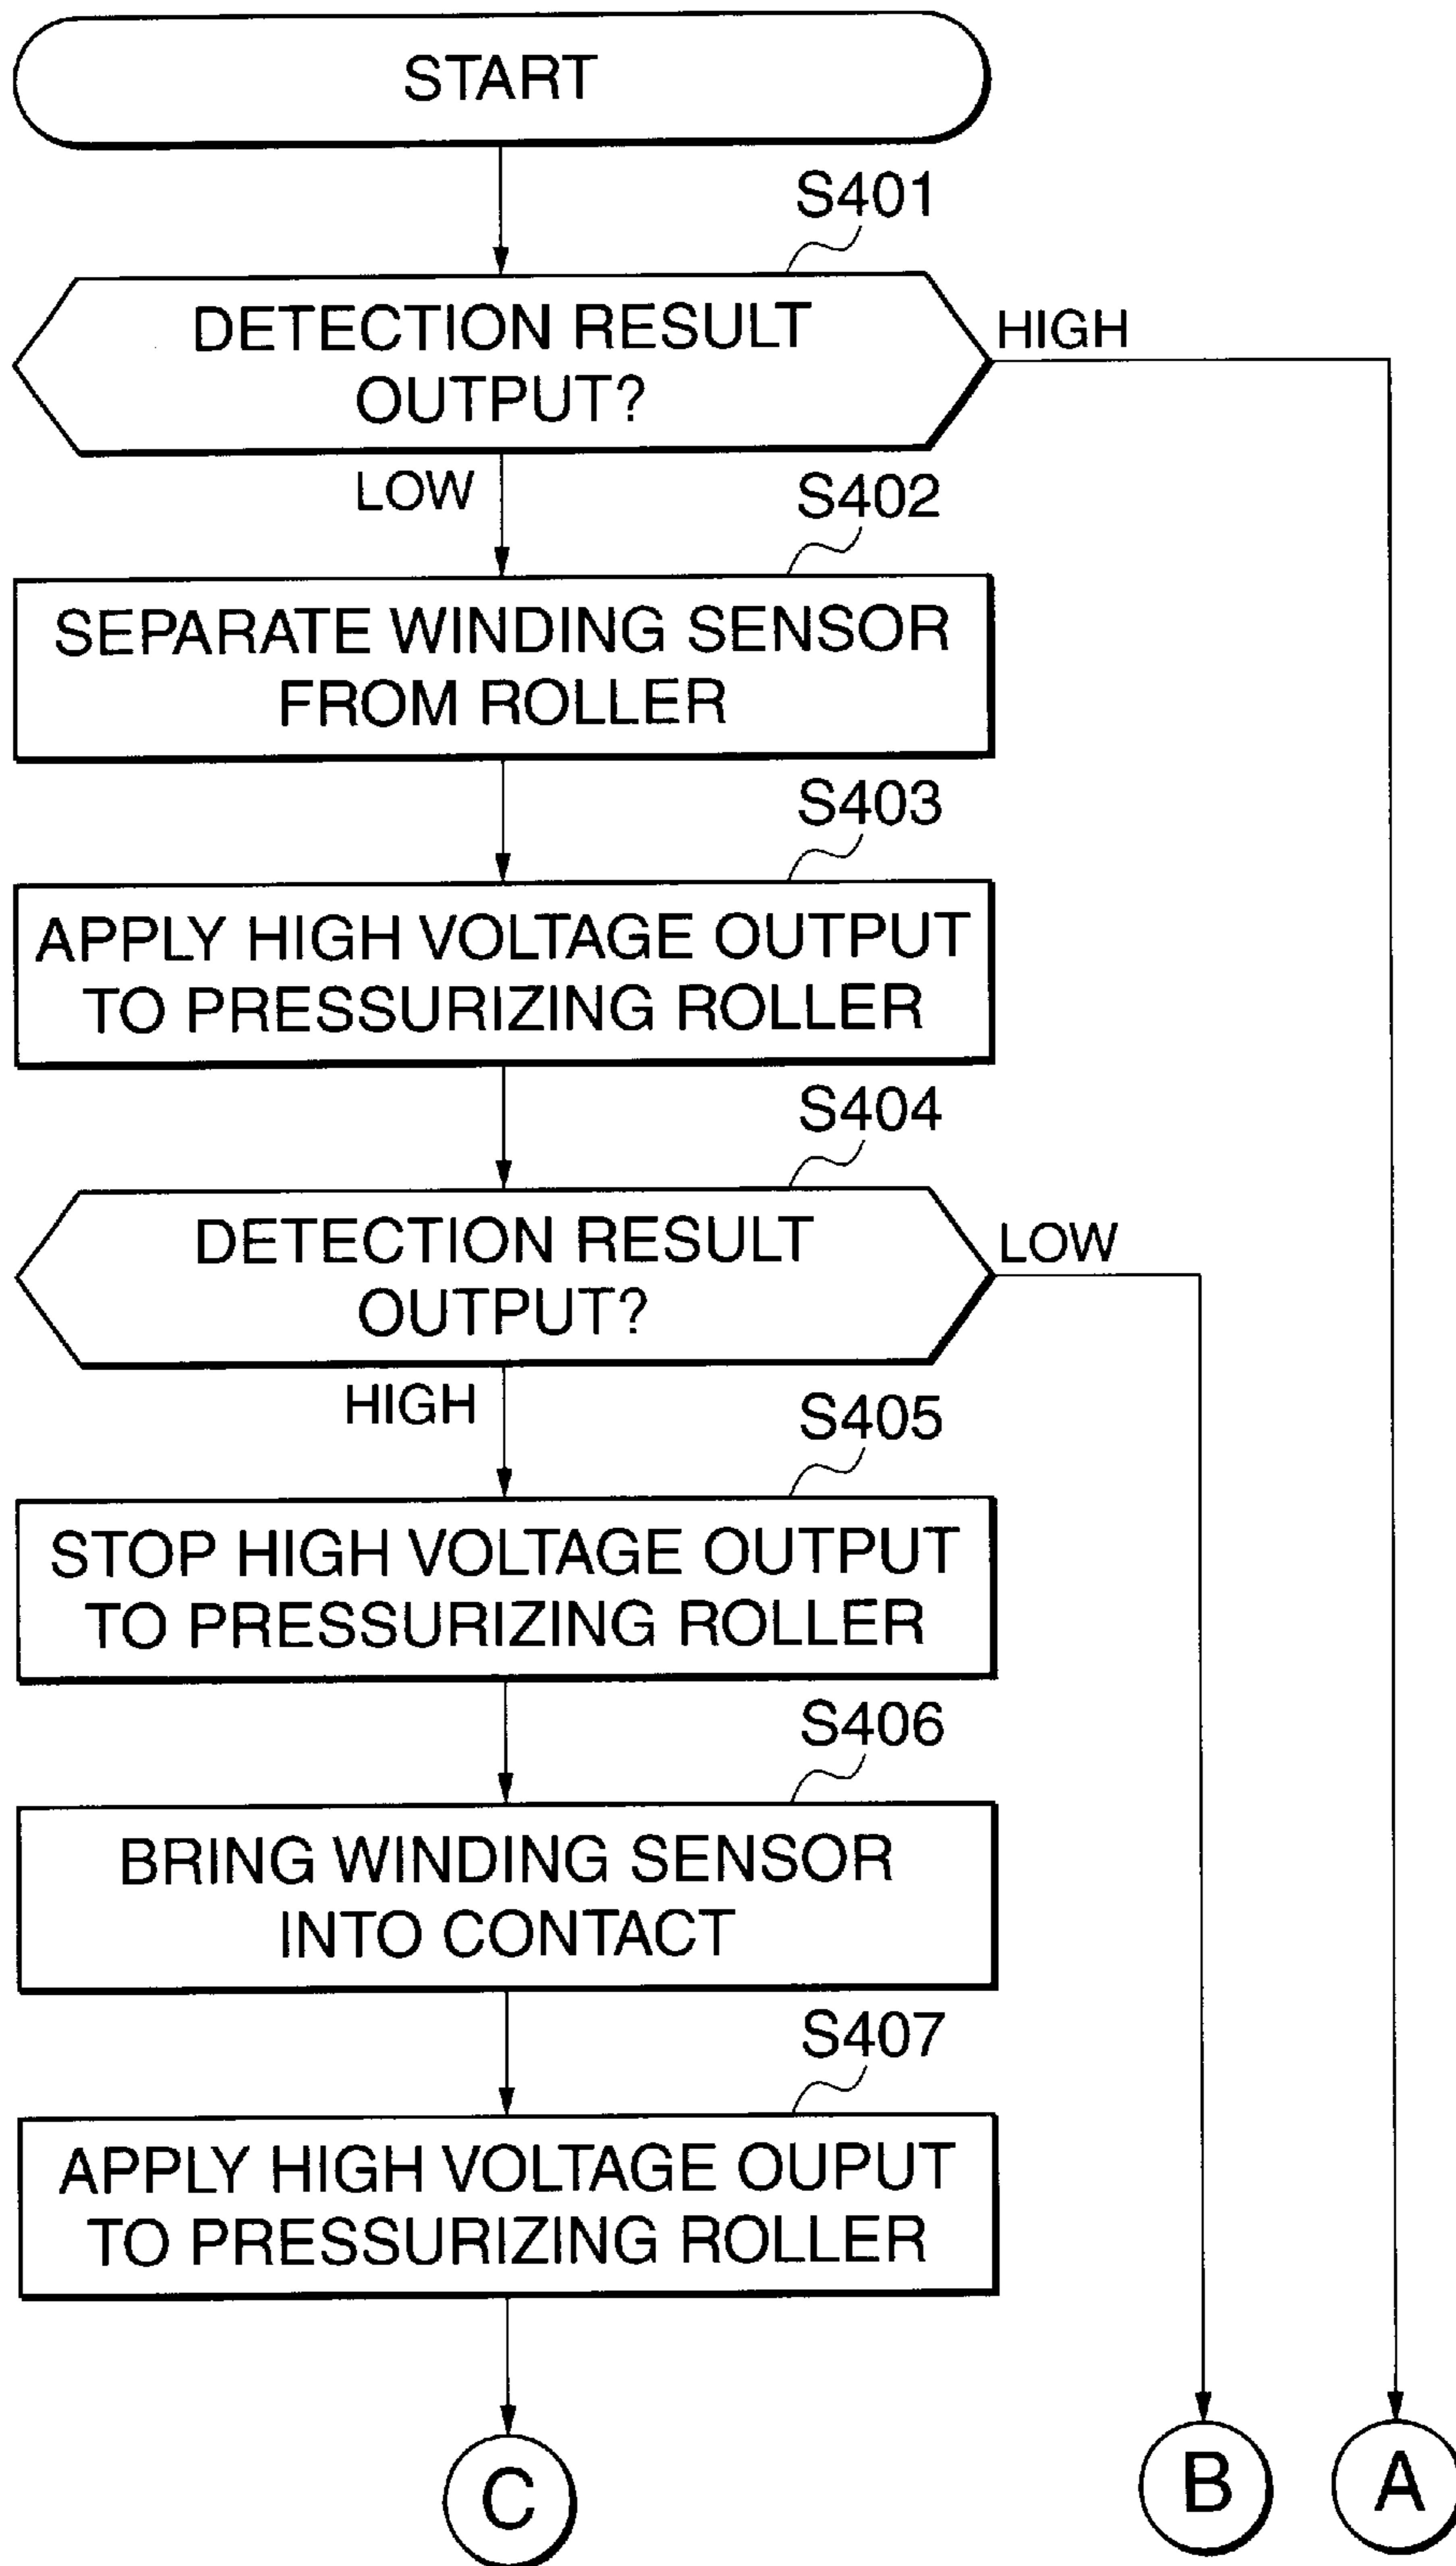 START
S401
DETECTION RESULT
OUTPUT?
HIGH
LOW
S402
SEPARATE WINDING SENSOR
FROM ROLLER
S403
APPLY HIGH VOLTAGE OUTPUT
TO PRESSURIZING ROLLER
S404
DETECTION RESULT
OUTPUT?
LOW
HIGH
S405
STOP HIGH VOLTAGE OUTPUT
TO PRESSURIZING ROLLER
S406
BRING WINDING SENSOR
INTO CONTACT
S407
APPLY HIGH VOLTAGE OUPUT
TO PRESSURIZING ROLLER
C
B
A